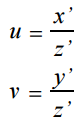 u = x'/z'
v = y'/z'